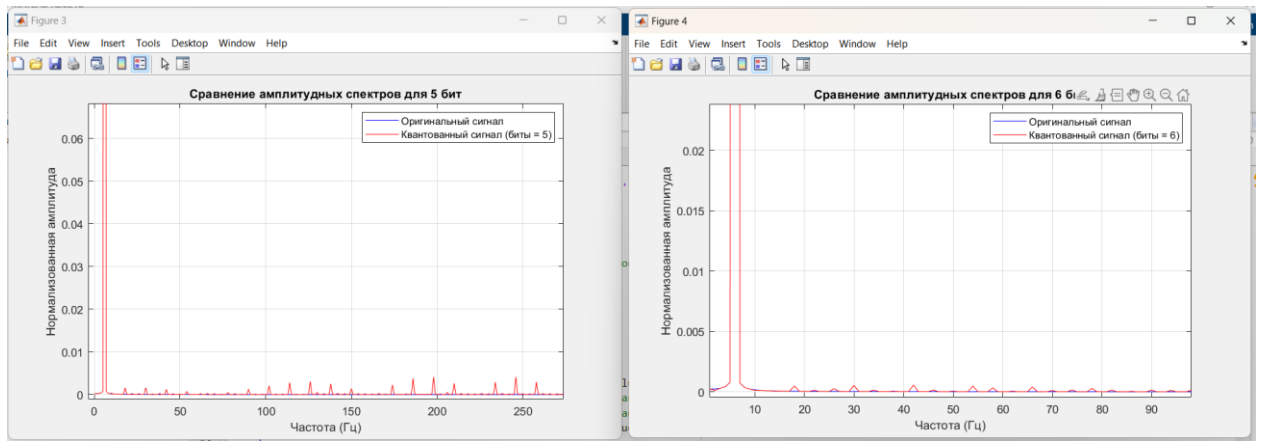 Figure 3
File Edit View Insert Tools Desktop Window Help
Сравнение амплитудных спектров для 5 бит
Оригинальный сигнал
Квантованный сигнал (биты = 5)
Нормализованная амплитуда
0.06
0.05
0.04
0.03
0.02
0.01
0
0 50 100 150 200 250
Частота (Гц)
Figure 4
File Edit View Insert Tools Desktop Window Help
Сравнение амплитудных спектров для 6
Оригинальный сигнал
Квантованный сигнал (биты = 6)
Нормализованная амплитуда
0.02
0.015
0.01
0.005
0
10 20 30 40 50 60 70 80 90
Частота (Гц)